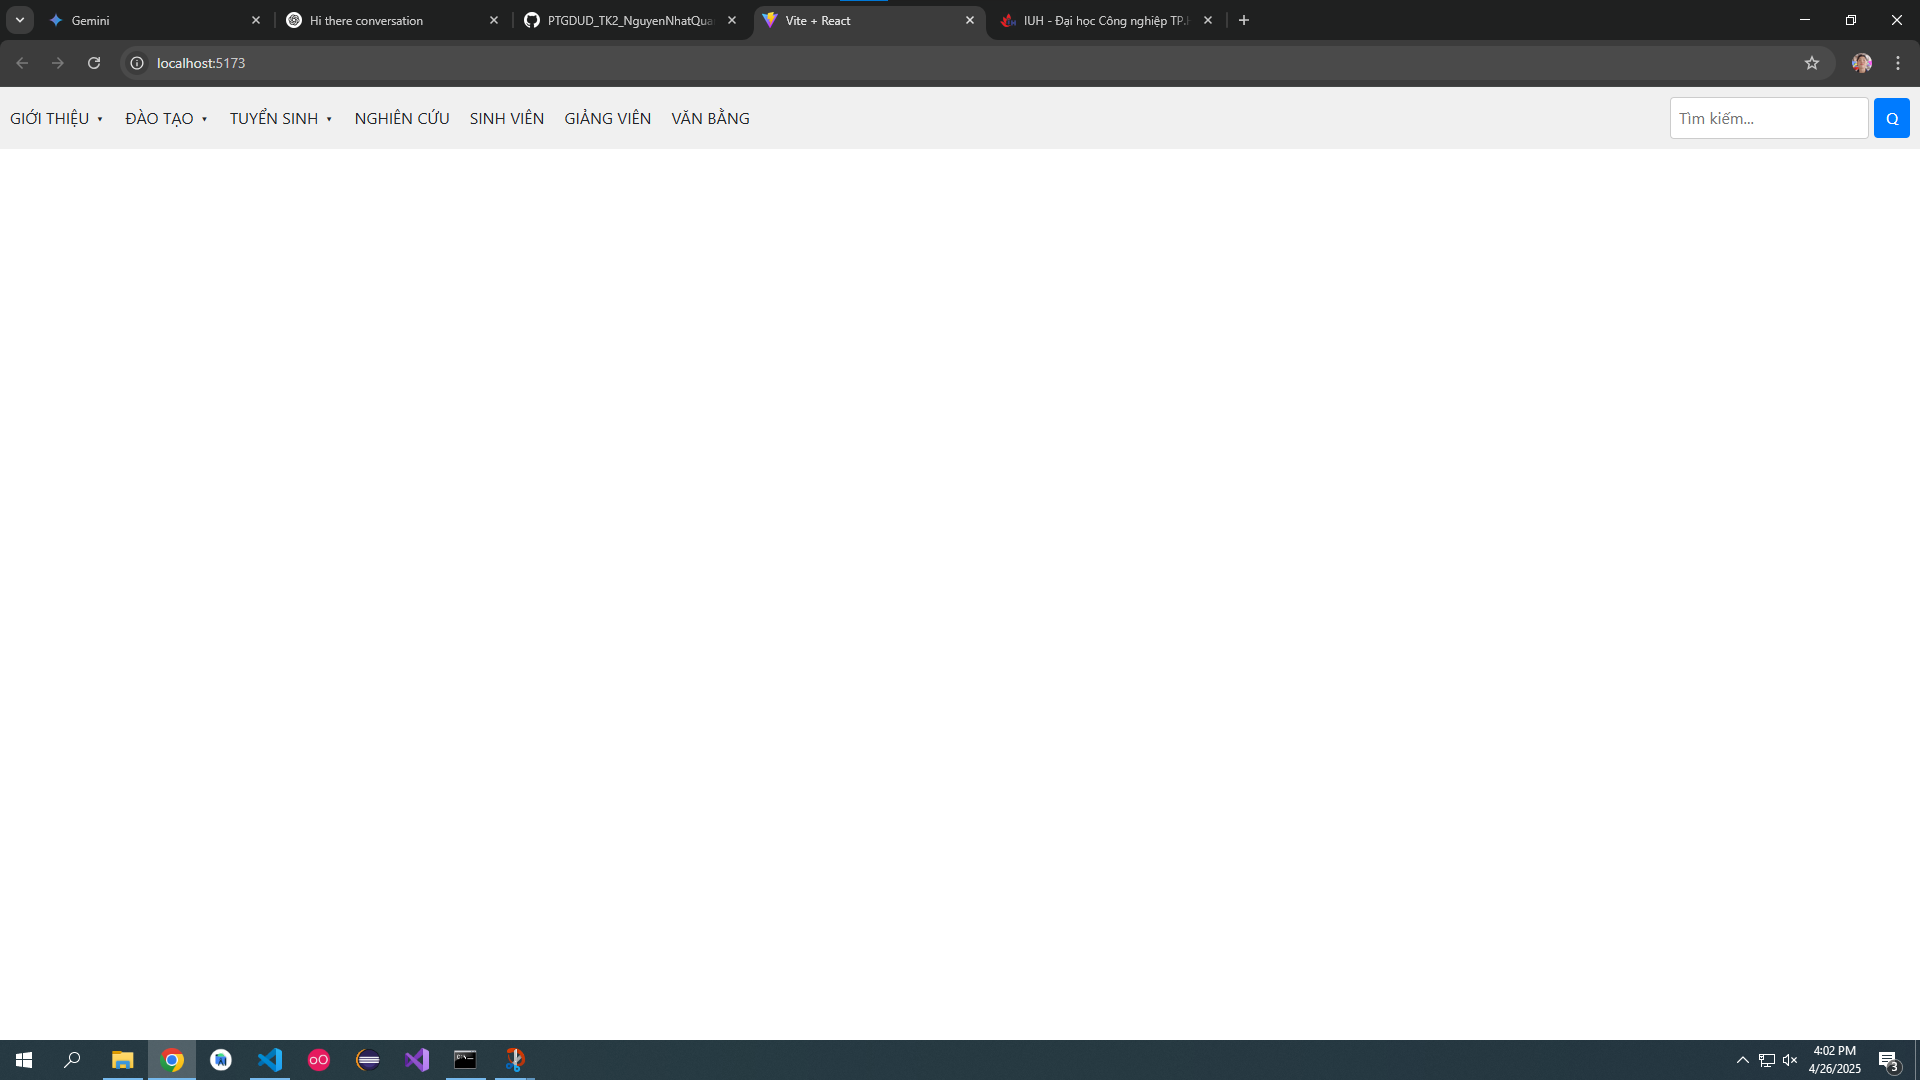 Gemini
Hi there conversation
PTGDUD_TK2_NguyenNhatQua
Vite + React
IUH - Đại học Công nghiệp TP.H
localhost:5173
GIỚI THIỆU ▾ ĐÀO TẠO ▾ TUYỂN SINH ▾ NGHIÊN CỨU SINH VIÊN GIẢNG VIÊN VĂN BẰNG
Tìm kiếm... Q
4:02 PM
4/26/2025
3